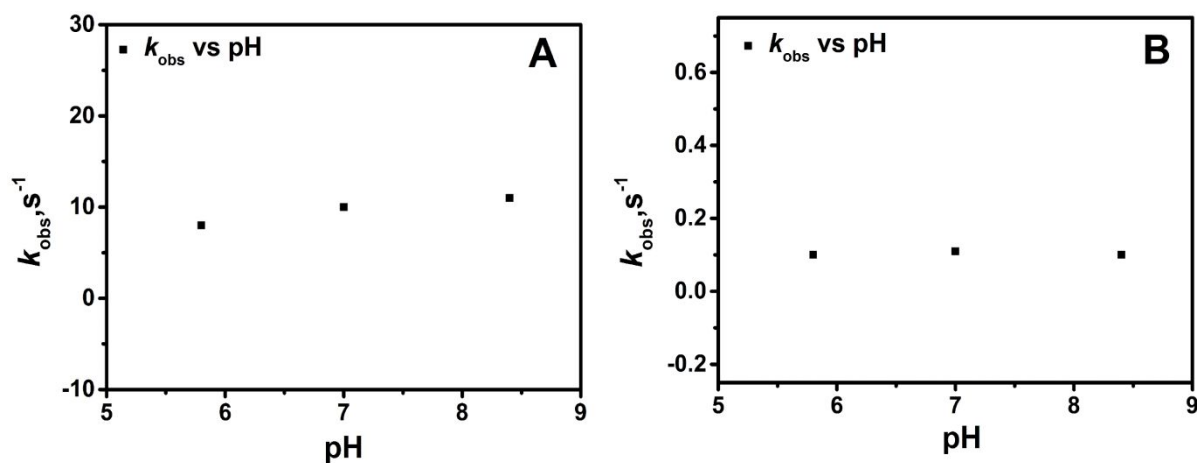 30
20
10
0
-10
k_obs, s^-1
■ k_obs vs pH
A
5 6 7 8 9
pH
0.6
0.4
0.2
0.0
-0.2
k_obs, s^-1
■ k_obs vs pH
B
5 6 7 8 9
pH